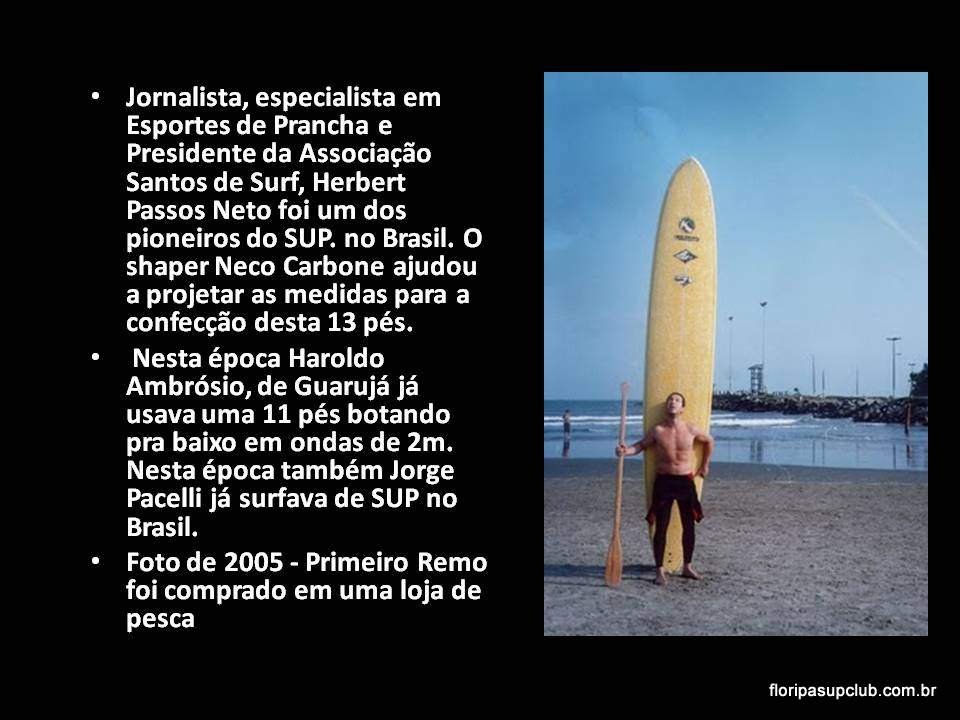 • Jornalista, especialista em
Esportes de Prancha e
Presidente da Associação
Santos de Surf, Herbert
Passos Neto foi um dos
pioneiros do SUP. no Brasil. O
shaper Neco Carbone ajudou
a projetar as medidas para a
confecção desta 13 pés.
• Nesta época Haroldo
Ambrósio, de Guarujá já
usava uma 11 pés botando
pra baixo em ondas de 2m.
Nesta época também Jorge
Pacelli já surfava de SUP no
Brasil.
• Foto de 2005 - Primeiro Remo
foi comprado em uma loja de
pesca
floripasupclub.com.br